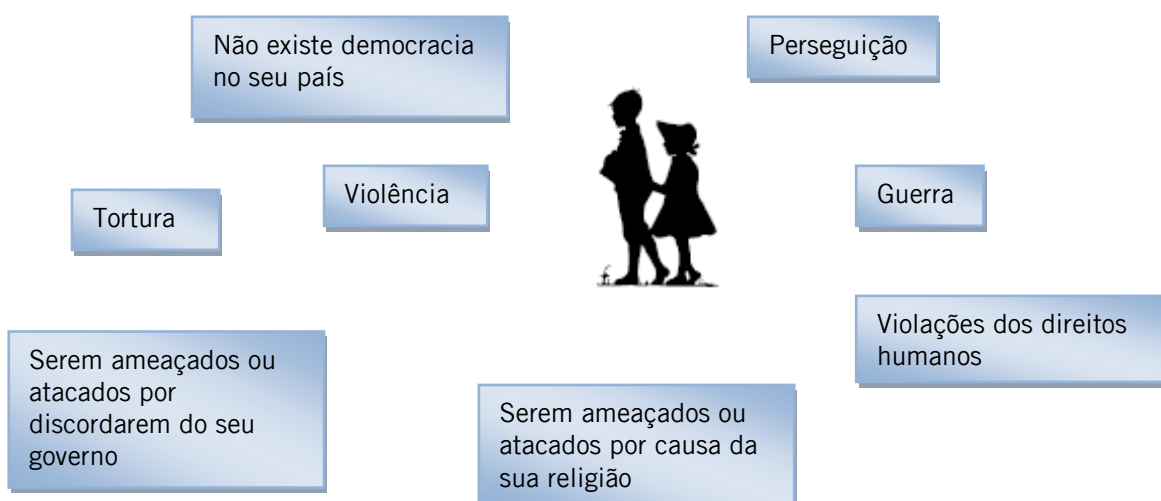 Não existe democracia
no seu país
Perseguição
Violência
Guerra
Tortura
Violações dos direitos
humanos
Serem ameaçados ou
atacados por
discordarem do seu
governo
Serem ameaçados ou
atacados por causa da
sua religião